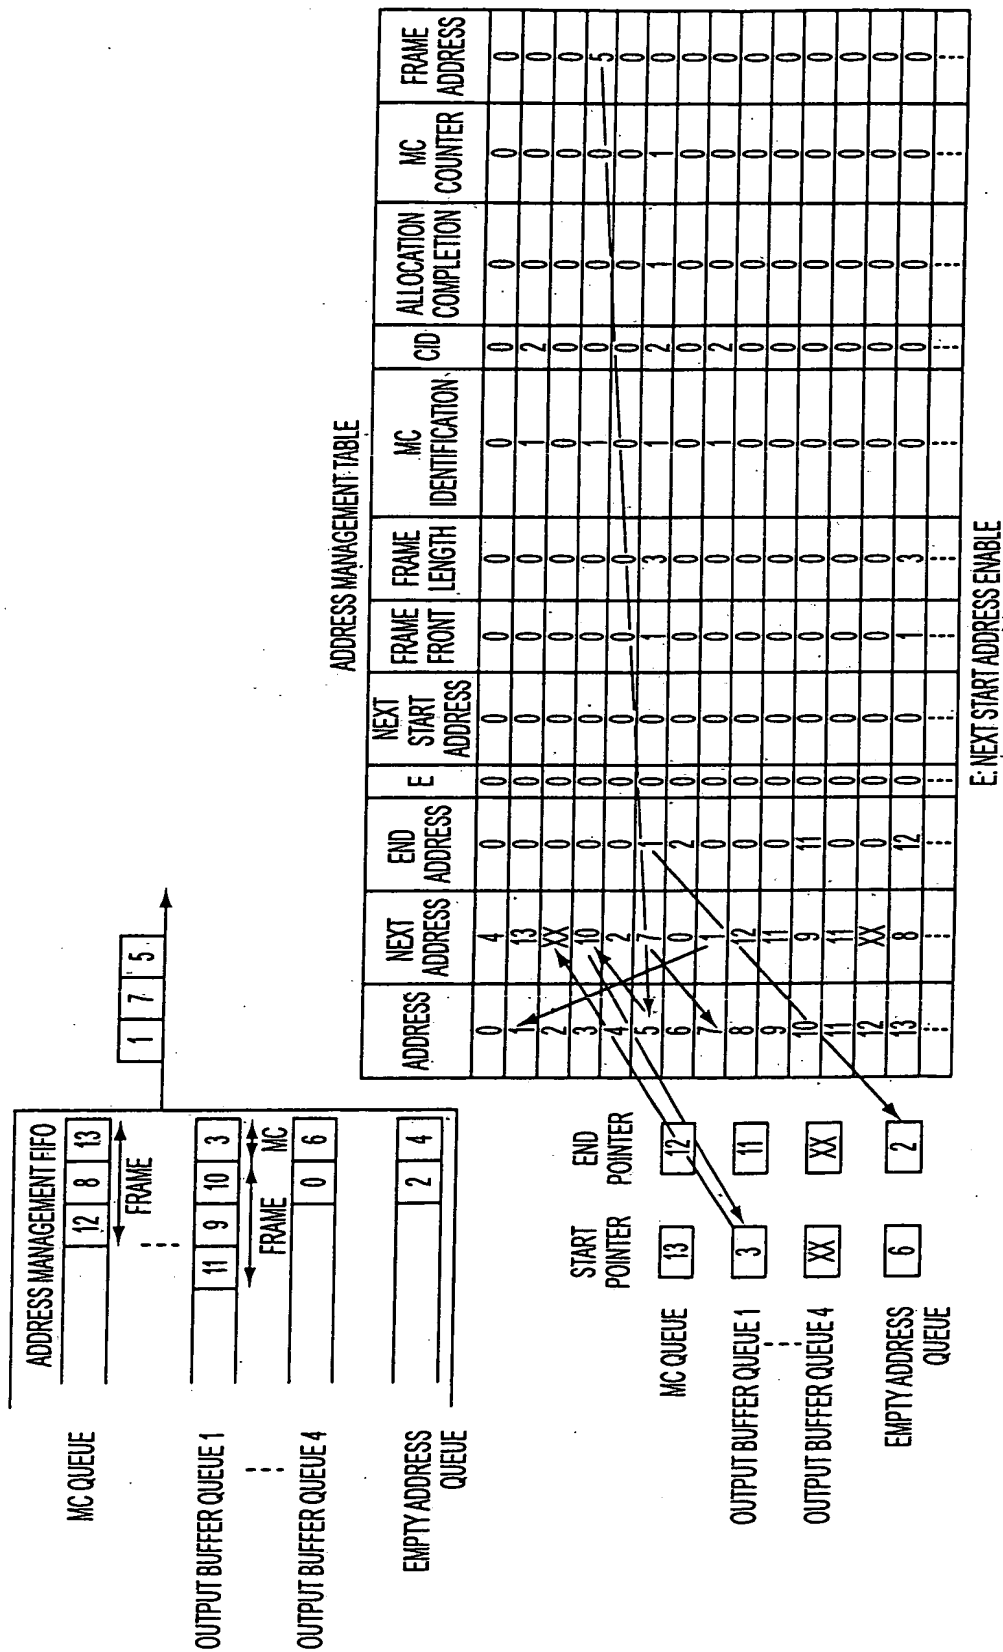 ADDRESS MANAGEMENT FIFO
MC QUEUE 12 8 13
FRAME
OUTPUT BUFFER QUEUE 1 11 9 10 3
FRAME MC
OUTPUT BUFFER QUEUE 4 0 6
EMPTY ADDRESS
QUEUE
2 4
1 7 5
START
POINTER
END
POINTER
MC QUEUE 13 12
OUTPUT BUFFER QUEUE 1 3 11
OUTPUT BUFFER QUEUE 4 XX XX
EMPTY ADDRESS
QUEUE
6 2
ADDRESS MANAGEMENT TABLE
ADDRESS NEXT ADDRESS END ADDRESS E NEXT START ADDRESS FRAME FRONT FRAME LENGTH MC IDENTIFICATION CID ALLOCATION COMPLETION MC COUNTER FRAME ADDRESS
0 4 0 0 0 0 0 0 0 0 0 0
1 13 0 0 0 0 0 1 2 0 0 0
2 XX 0 0 0 0 0 0 0 0 0 0
3 10 0 0 0 0 0 1 0 0 0 5
4 2 0 0 0 0 0 0 0 0 0 0
5 7 1 0 0 1 3 1 2 1 1 0
6 0 2 0 0 0 0 0 0 0 0 0
7 1 0 0 0 0 0 1 2 0 0 0
8 12 0 0 0 0 0 0 0 0 0 0
9 11 0 0 0 0 0 0 0 0 0 0
10 9 11 0 0 0 0 0 0 0 0 0
11 11 0 0 0 0 0 0 0 0 0 0
12 XX 0 0 0 0 0 0 0 0 0 0
13 8 12 0 0 1 3 0 0 0 0 0
E: NEXT START ADDRESS ENABLE